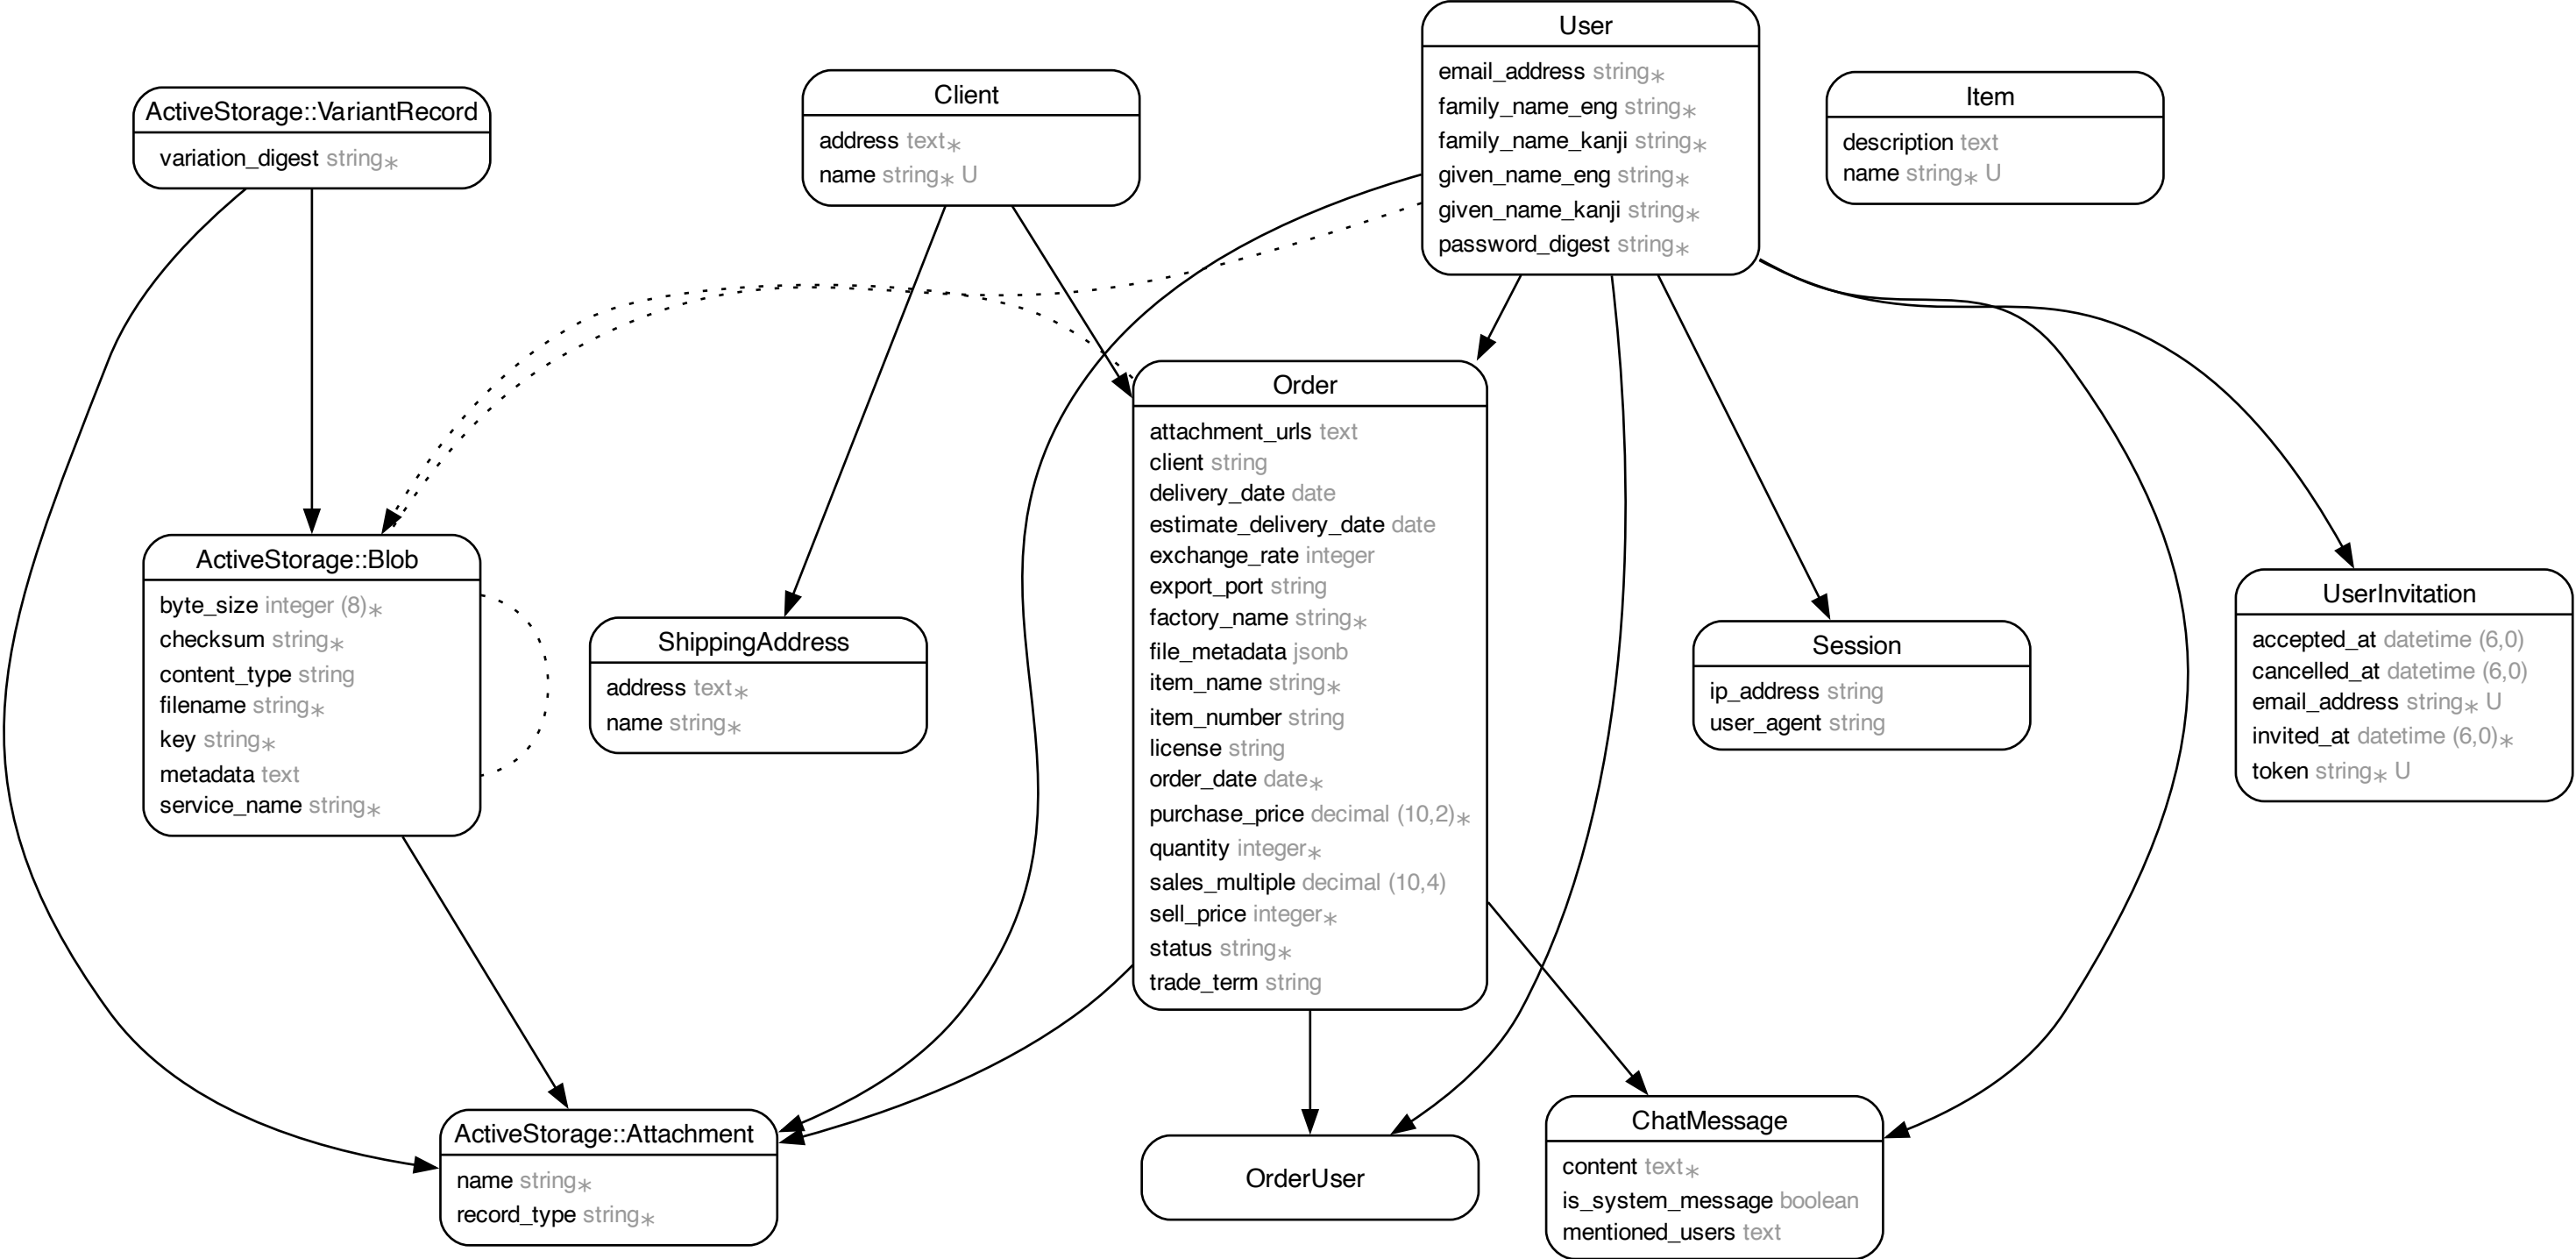 User
email_address string*
family_name_eng string*
family_name_kanji string*
given_name_eng string*
given_name_kanji string*
password_digest string*
Client
address text*
name string* U
Item
description text
name string* U
ActiveStorage::VariantRecord
variation_digest string*
Order
attachment_urls text
client string
delivery_date date
estimate_delivery_date date
exchange_rate integer
export_port string
factory_name string*
file_metadata jsonb
item_name string*
item_number string
license string
order_date date*
purchase_price decimal (10,2)*
quantity integer*
sales_multiple decimal (10,4)
sell_price integer*
status string*
trade_term string
ActiveStorage::Blob
byte_size integer (8)*
checksum string*
content_type string
filename string*
key string*
metadata text
service_name string*
ShippingAddress
address text*
name string*
Session
ip_address string
user_agent string
UserInvitation
accepted_at datetime (6,0)
cancelled_at datetime (6,0)
email_address string* U
invited_at datetime (6,0)*
token string* U
ActiveStorage::Attachment
name string*
record_type string*
OrderUser
ChatMessage
content text*
is_system_message boolean
mentioned_users text